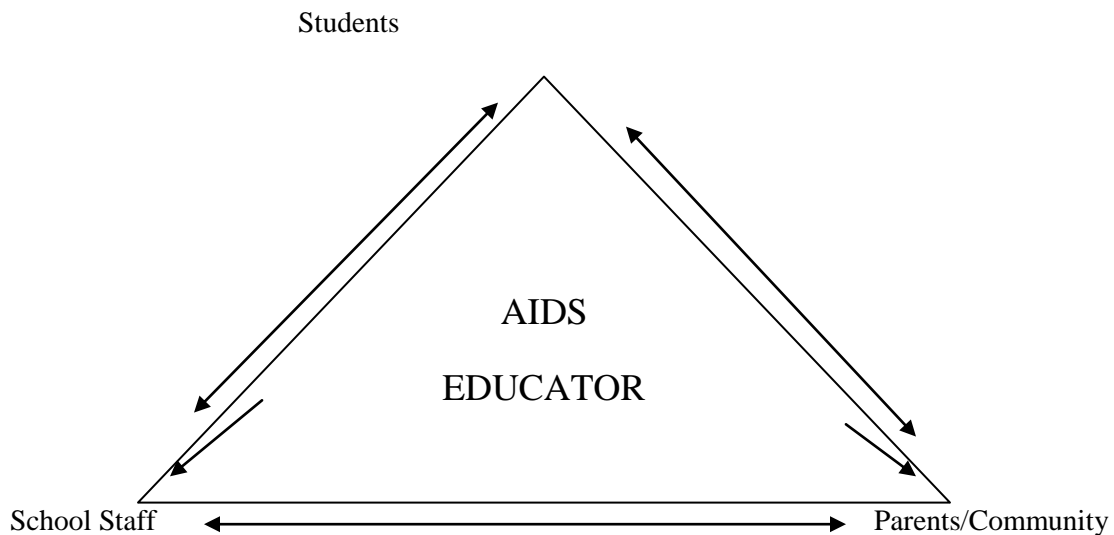 Students
AIDS
EDUCATOR
School Staff
Parents/Community